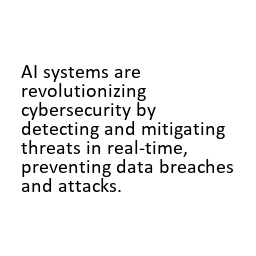 AI systems are
revolutionizing
cybersecurity by
detecting and mitigating
threats in real-time,
preventing data breaches
and attacks.